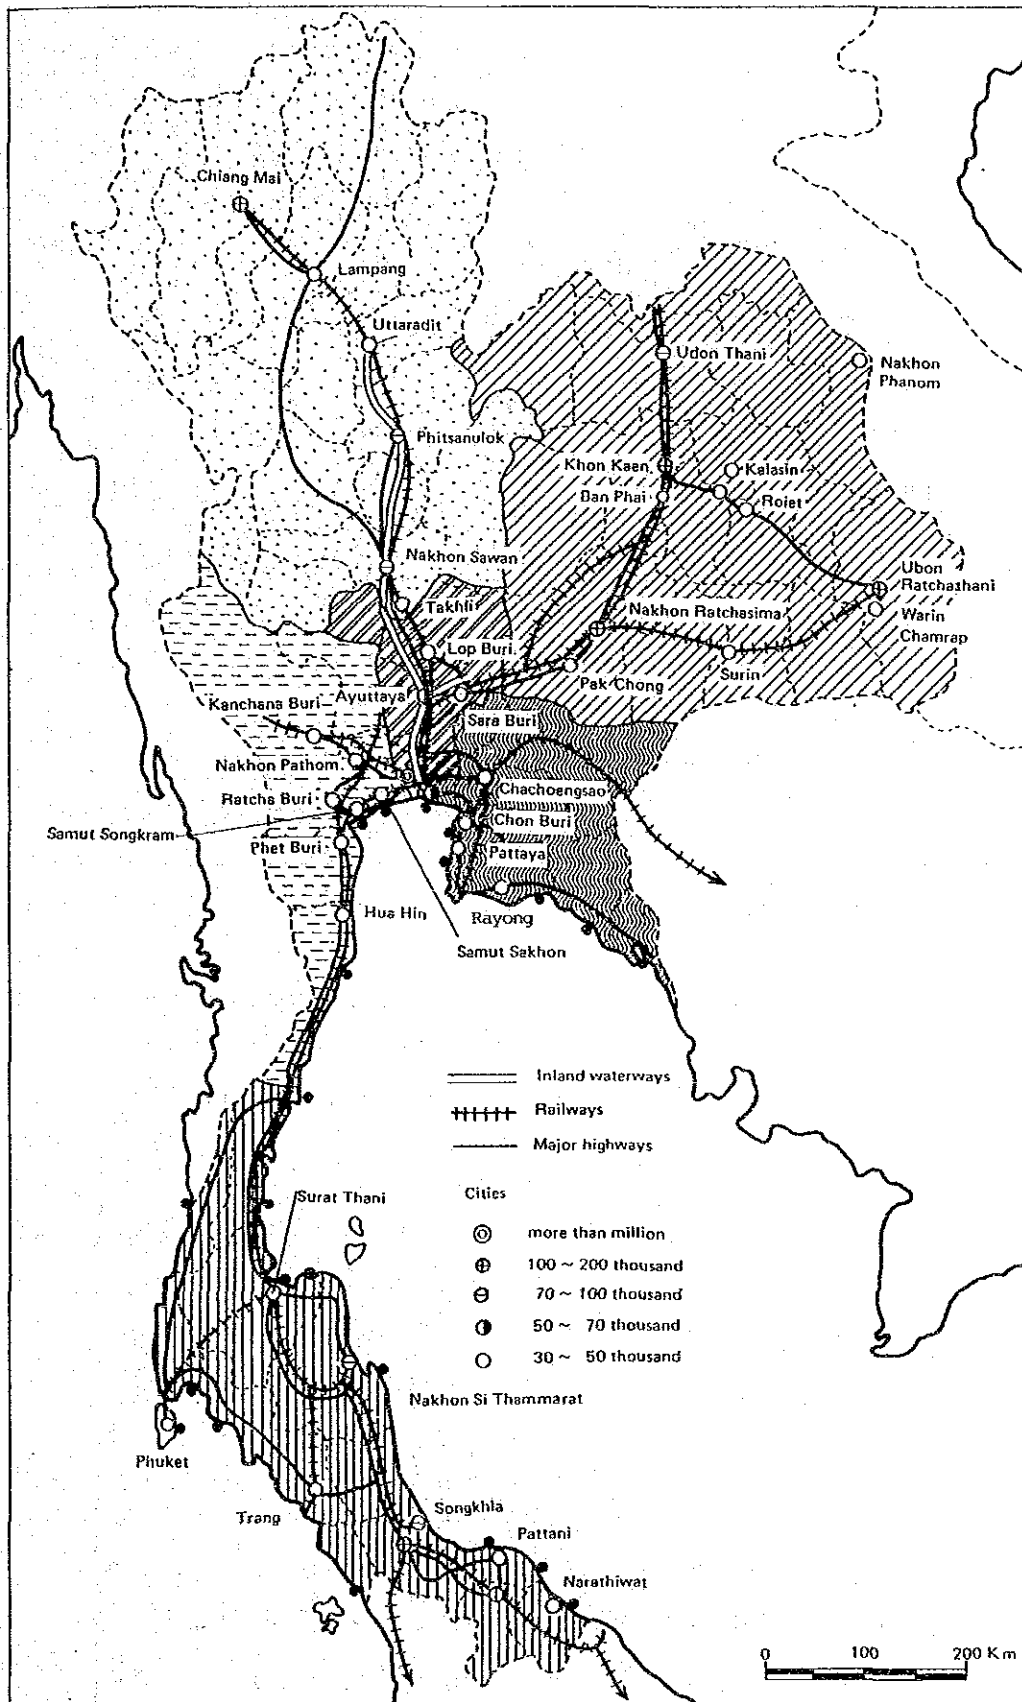 Chiang Mai
Lampang
Uttaradit
Udon Thani
Nakhon
Phanom
Phitsanulok
Khon Kaen
Kalasin
Ban Phai
Roiet
Nakhon Sawan
Ubon
Ratchathani
Takhli
Nakhon Ratchasima
Warin
Chamrap
Lop Buri
Pak Chong
Surin
Ayuttaya
Kanchana Buri
Sara Buri
Nakhon Pathom
Chachoengsao
Ratcha Buri
Chon Buri
Samut Songkram
Phet Buri
Pattaya
Hua Hin
Rayong
Samut Sakhon
Inland waterways
Railways
Major highways
Surat Thani
Cities
more than million
100 ~ 200 thousand
70 ~ 100 thousand
50 ~ 70 thousand
30 ~ 50 thousand
Nakhon Si Thammarat
Phuket
Trang
Songkhla
Pattani
Narathiwat
0 100 200 Km